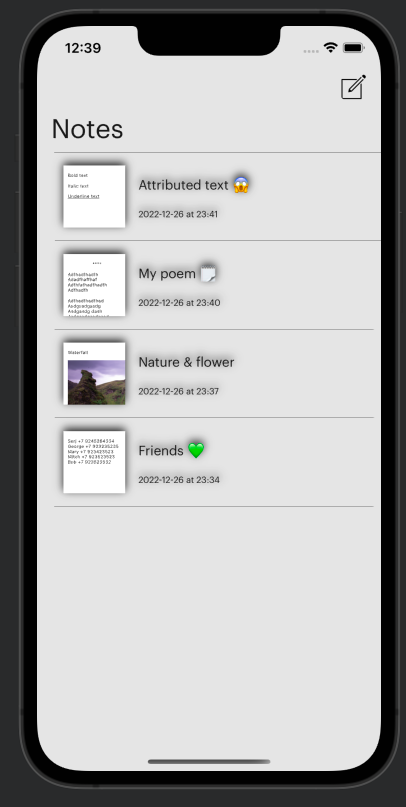 12:39
Notes
Bold text
Italic text
Underline text
Attributed text 😱
2022-12-26 at 23:41
My poem 🗒️
2022-12-26 at 23:40
Waterfall
Nature & flower
2022-12-26 at 23:37
Friends 💚
2022-12-26 at 23:34